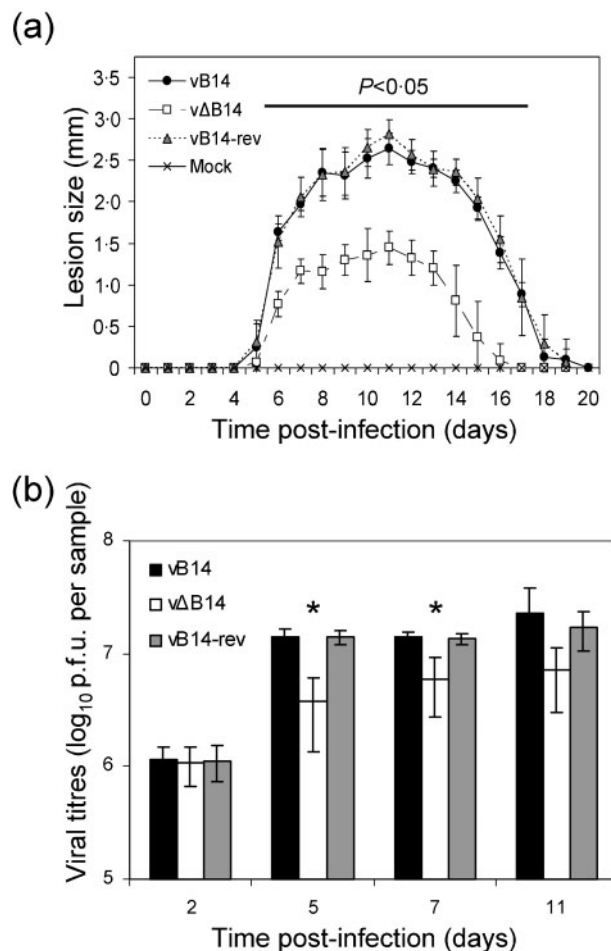 (a)
3·5
3·0
2·5
2·0
1·5
1·0
0·5
0
Lesion size (mm)
vB14
vΔB14
vB14-rev
Mock
P<0·05
0 2 4 6 8 10 12 14 16 18 20
Time post-infection (days)
(b)
8
7
6
5
Viral titres (log10 p.f.u. per sample)
vB14
vΔB14
vB14-rev
* *
2 5 7 11
Time post-infection (days)